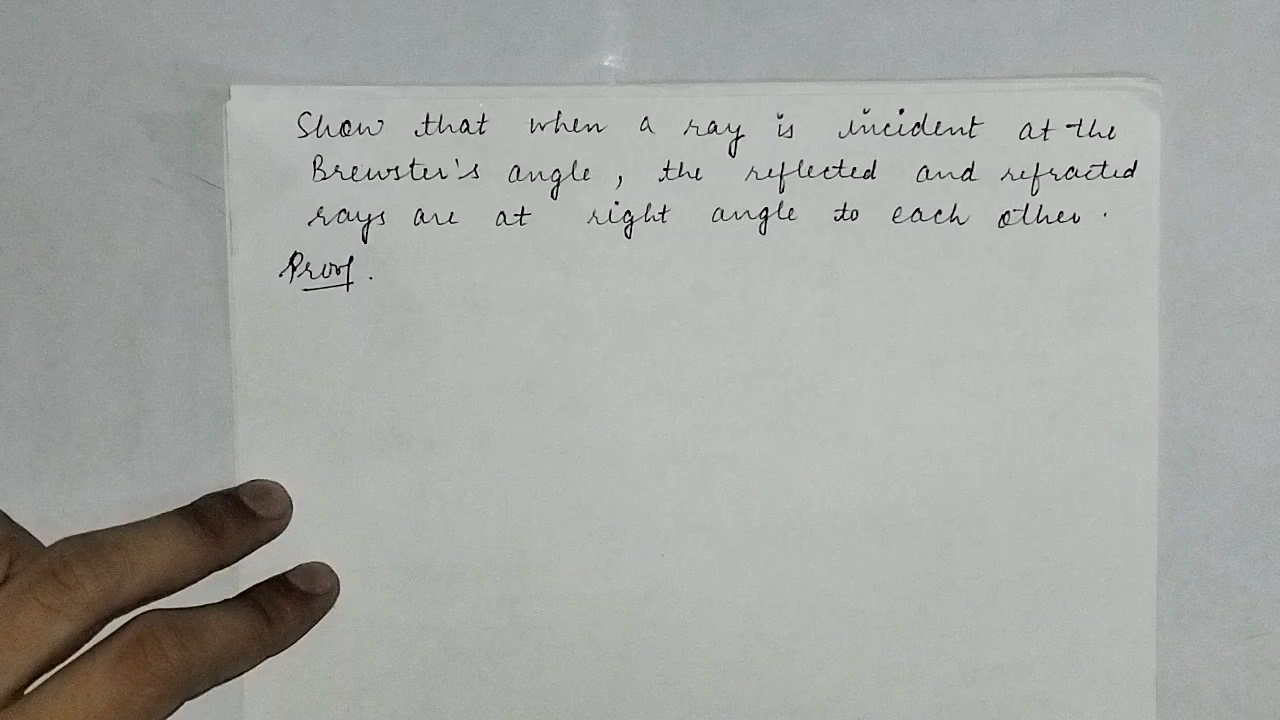 Show that when a ray is incident at the
Brewster's angle, the reflected and refracted
rays are at right angle to each other.
Proof.